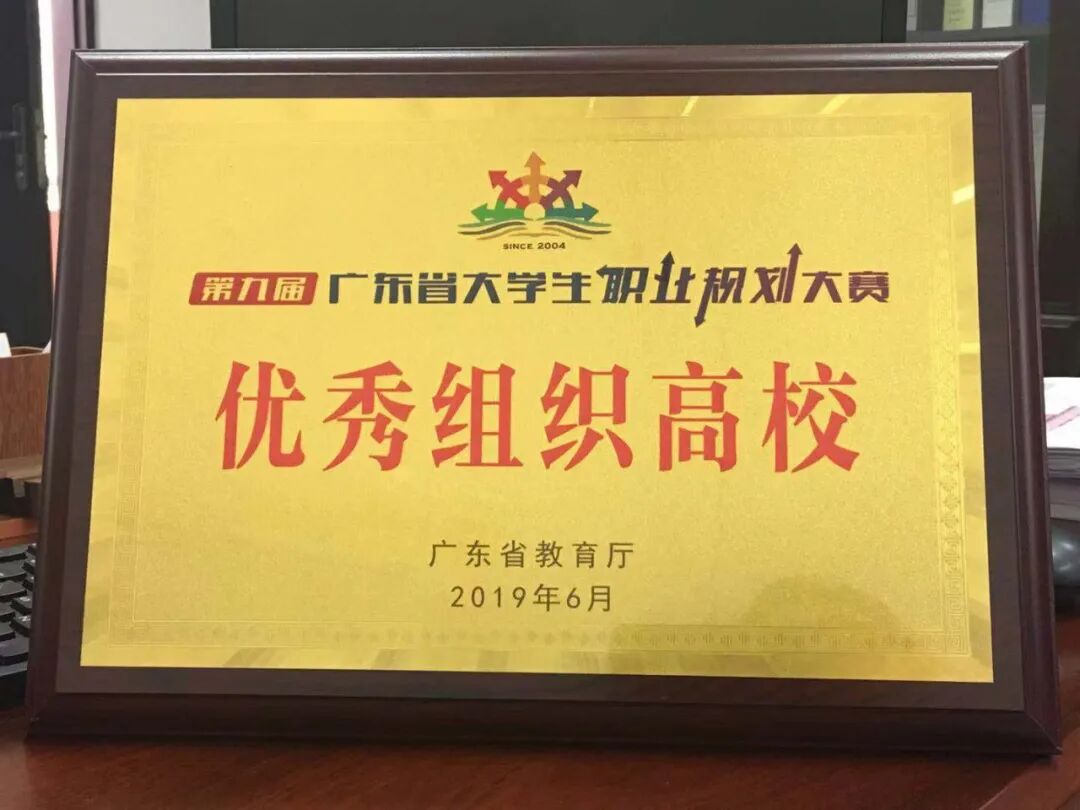 SINCE 2004
第九届 广东省大学生职业规划大赛
优秀组织高校
广东省教育厅
2019年6月